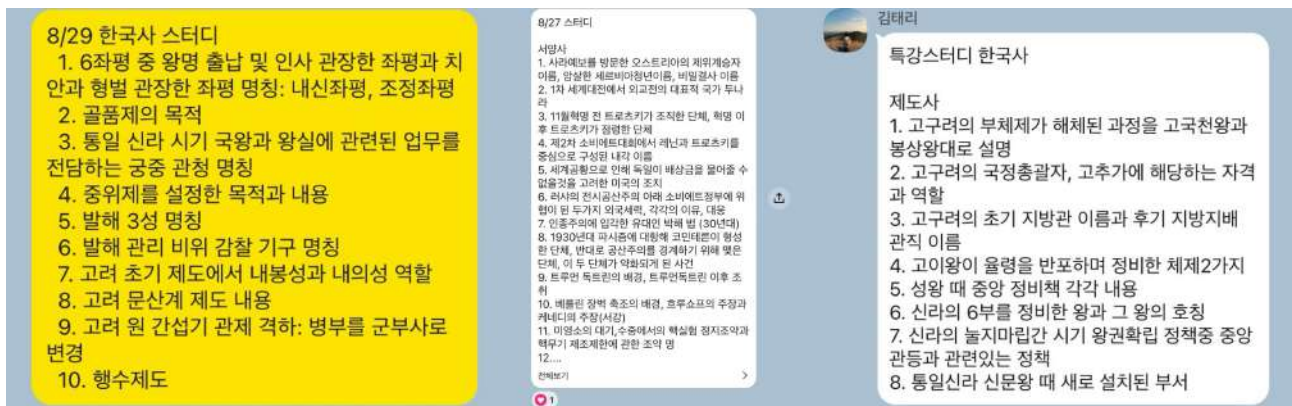 8/29 한국사 스터디
1. 6좌평 중 왕명 출납 및 인사 관장한 좌평과 치
안과 형벌 관장한 좌평 명칭: 내신좌평, 조정좌평
2. 골품제의 목적
3. 통일 신라 시기 국왕과 왕실에 관련된 업무를
전담하는 궁중 관청 명칭
4. 중위제를 설정한 목적과 내용
5. 발해 3성 명칭
6. 발해 관리 비위 감찰 기구 명칭
7. 고려 초기 제도에서 내봉성과 내의성 역할
8. 고려 문산계 제도 내용
9. 고려 원 간섭기 관제 격하: 병부를 군부사로
변경
10. 행수제도
8/27 스터디
서양사
1. 사라예보를 방문한 오스트리아의 제위계승자
이름, 암살한 세르비아청년이름, 비밀결사 이름
2. 1차 세계대전에서 외교전의 대표적 국가 두나
라
3. 11월혁명 전 트로츠키가 조직한 단체, 혁명 이
후 트로츠키가 점령한 단체
4. 제2차 소비에트대회에서 레닌과 트로츠키를
중심으로 구성된 내각 이름
5. 세계공황으로 인해 독일이 배상금을 물어줄 수
없을것을 고려한 미국의 조치
6. 러샤의 전시공산주의 아래 소비에트정부에 위
협이 된 두가지 외국세력, 각각의 이유, 대응
7. 인종주의에 입각한 유대인 박해 법 (30년대)
8. 1930년대 파시즘에 대항해 코민테른이 형성
한 단체, 반대로 공산주의를 경계하기 위해 맺은
단체, 이 두 단체가 약화되게 된 사건
9. 트루먼 독트린의 배경, 트루먼독트린 이후 조
취
10. 베를린 장벽 축조의 배경, 흐루쇼프의 주장과
케네디의 주장(서강)
11. 미영소의 대기,수중에서의 핵실험 정지조약과
핵무기 제조제한에 관한 조약 명
12....
전체보기
1
김태리
특강스터디 한국사
제도사
1. 고구려의 부체제가 해체된 과정을 고국천왕과
봉상왕대로 설명
2. 고구려의 국정총괄자, 고추가에 해당하는 자격
과 역할
3. 고구려의 초기 지방관 이름과 후기 지방지배
관직 이름
4. 고이왕이 율령을 반포하며 정비한 체제2가지
5. 성왕 때 중앙 정비책 각각 내용
6. 신라의 6부를 정비한 왕과 그 왕의 호칭
7. 신라의 눌지마립간 시기 왕권확립 정책중 중앙
관등과 관련있는 정책
8. 통일신라 신문왕 때 새로 설치된 부서